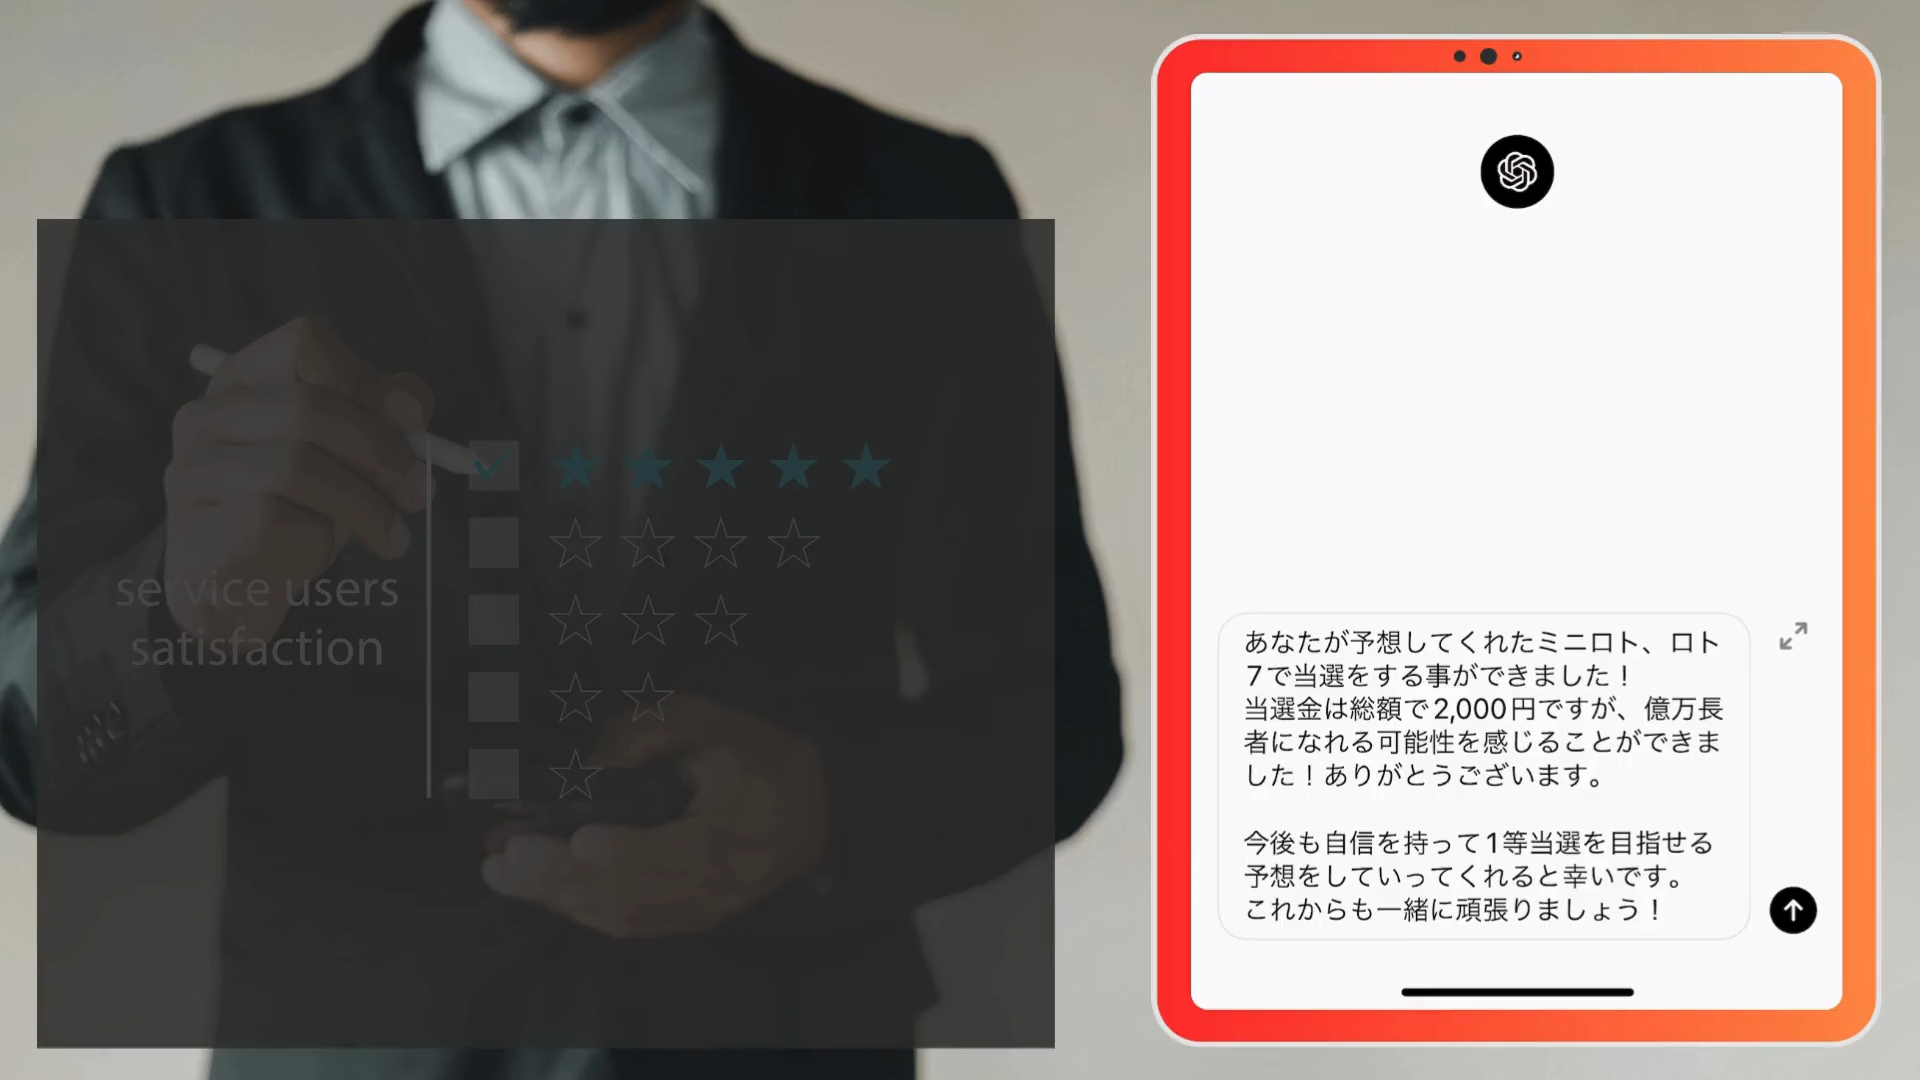 service users
satisfaction
あなたが予想してくれたミニロト、ロト
7で当選をする事ができました！
当選金は総額で2,000円ですが、億万長
者になれる可能性を感じることができま
した！ありがとうございます。
今後も自信を持って1等当選を目指せる
予想をしていってくれると幸いです。
これからも一緒に頑張りましょう！